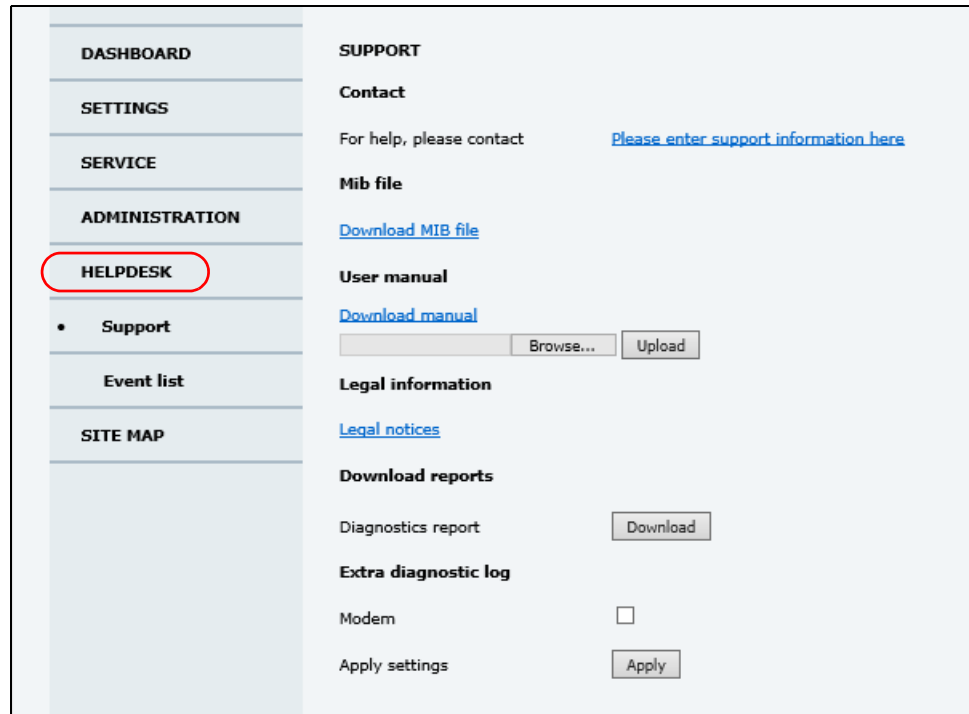 DASHBOARD
SETTINGS
SERVICE
ADMINISTRATION
HELPDESK
• Support
Event list
SITE MAP
SUPPORT
Contact
For help, please contact Please enter support information here
Mib file
Download MIB file
User manual
Download manual
Browse... Upload
Legal information
Legal notices
Download reports
Diagnostics report Download
Extra diagnostic log
Modem
Apply settings Apply